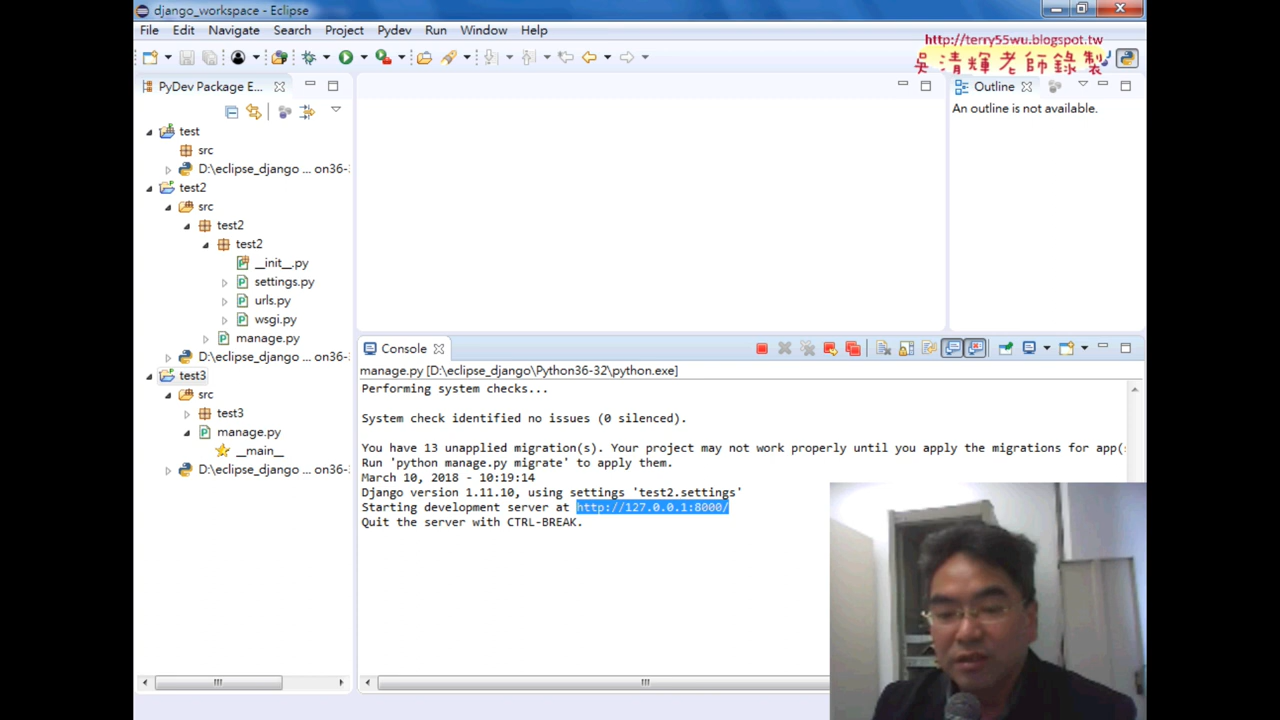 django_workspace - Eclipse
File Edit Navigate Search Project Pydev Run Window Help
http://terry55wu.blogspot.tw
吳清輝老師錄製
PyDev Package E...
test
src
D:\eclipse_django ... on36-
test2
src
test2
test2
__init__.py
settings.py
urls.py
wsgi.py
manage.py
D:\eclipse_django ... on36-
test3
src
test3
manage.py
__main__
D:\eclipse_django ... on36-
Outline
An outline is not available.
Console
manage.py [D:\eclipse_django\Python36-32\python.exe]
Performing system checks...
System check identified no issues (0 silenced).
You have 13 unapplied migration(s). Your project may not work properly until you apply the migrations for app(
Run 'python manage.py migrate' to apply them.
March 10, 2018 - 10:19:14
Django version 1.11.10, using settings 'test2.settings'
Starting development server at http://127.0.0.1:8000/
Quit the server with CTRL-BREAK.